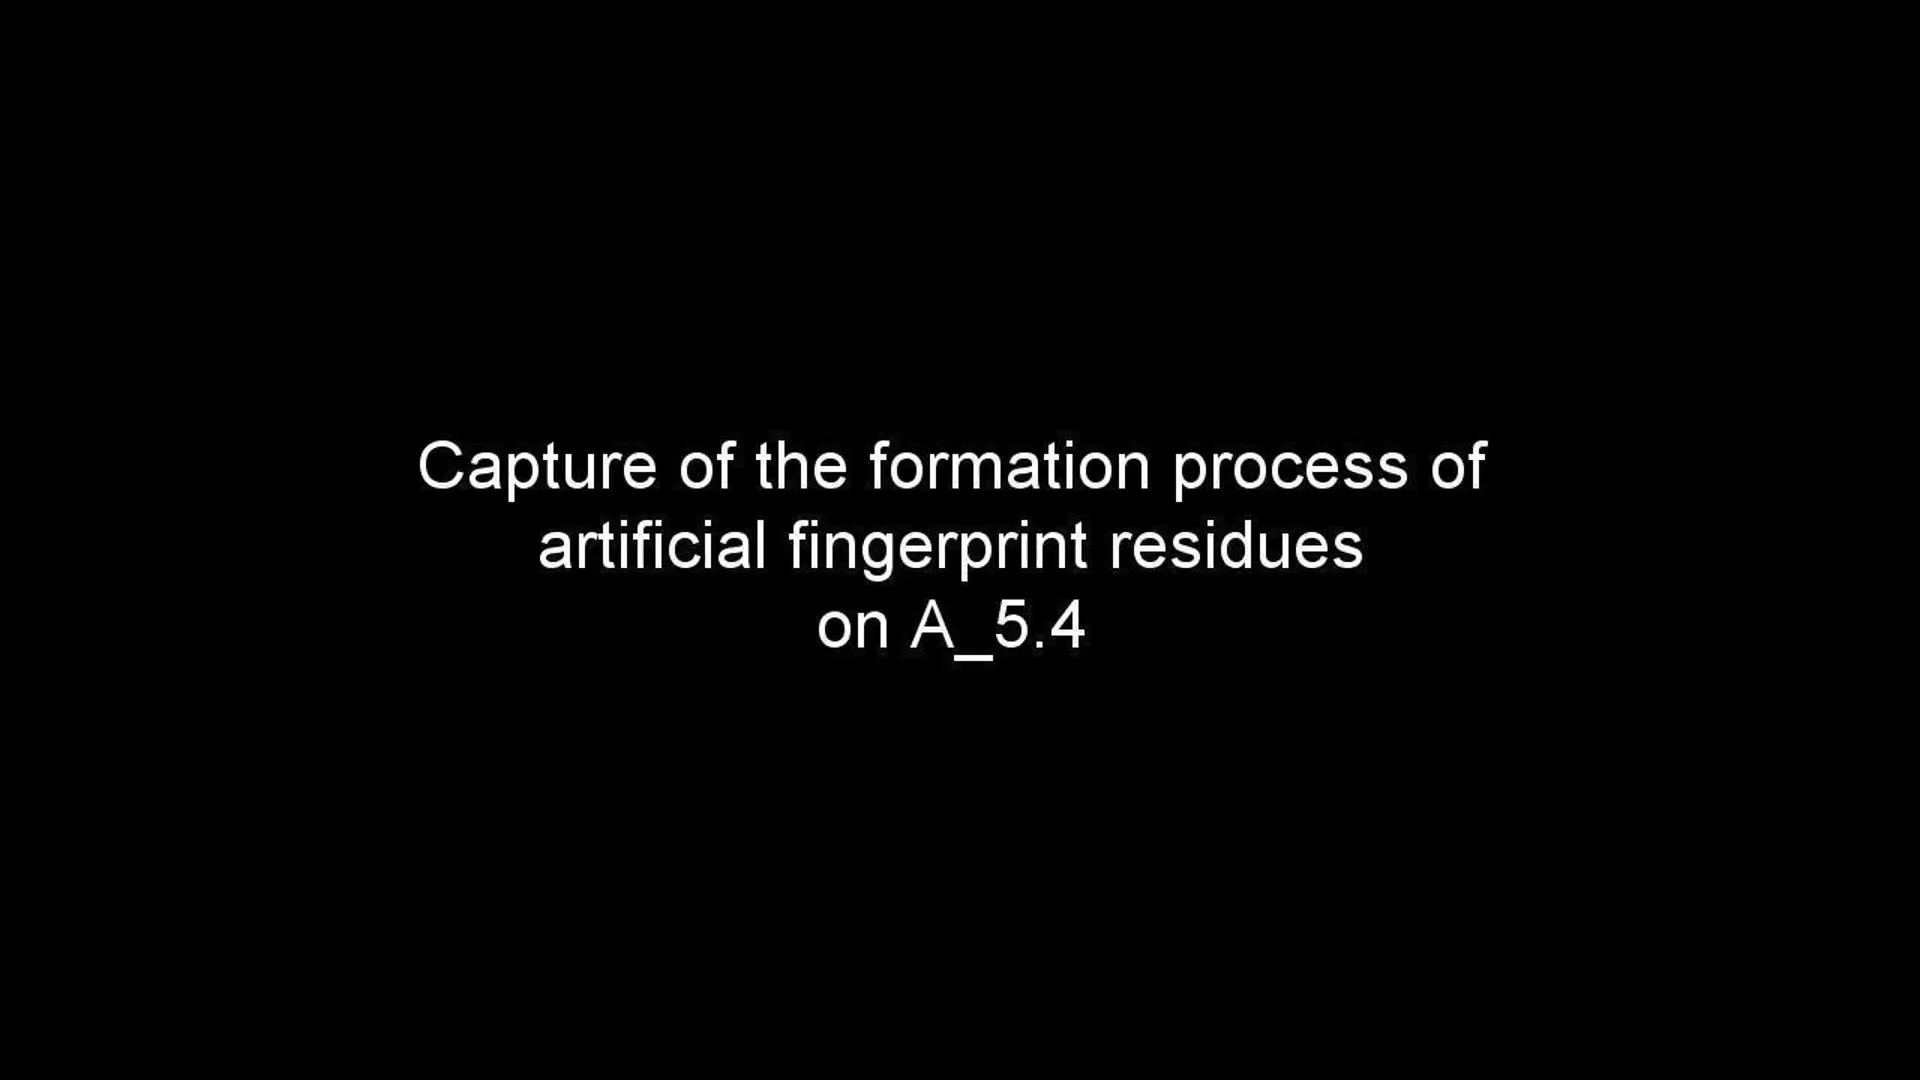 Capture of the formation process of
artificial fingerprint residues
on A_5.4